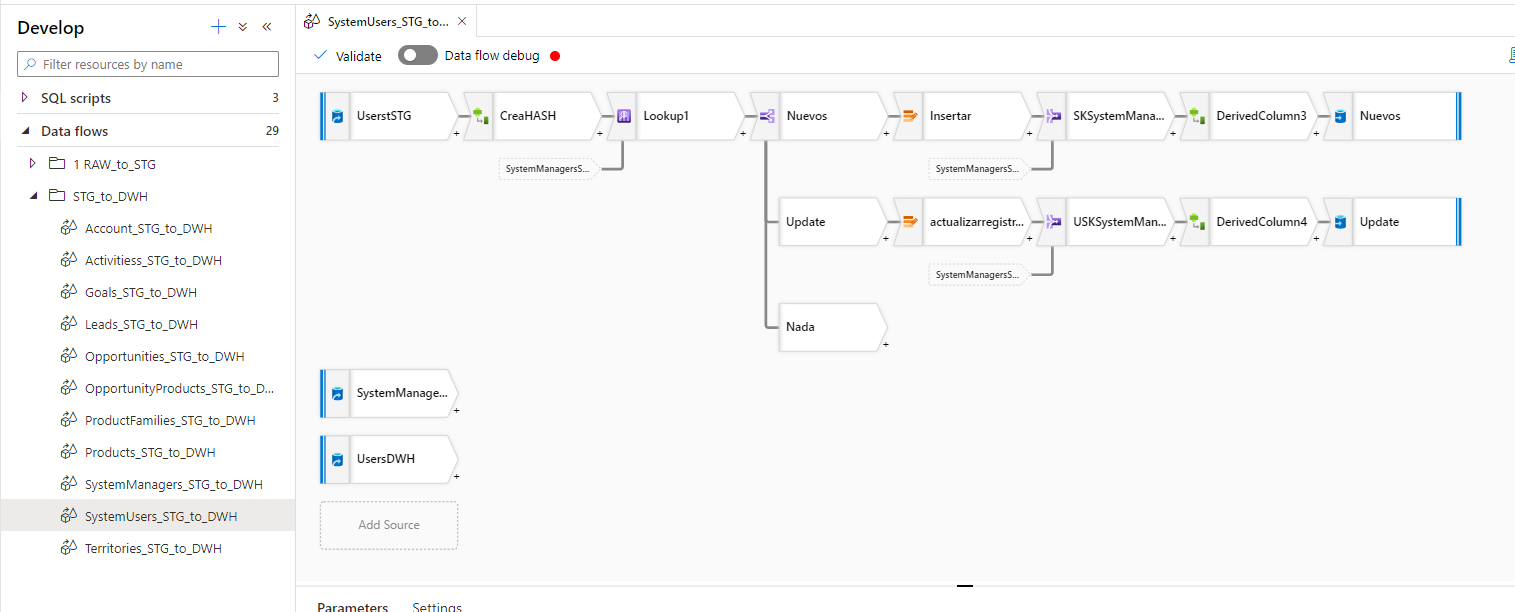 Develop
Filter resources by name
SQL scripts 3
Data flows 29
1 RAW_to_STG
STG_to_DWH
Account_STG_to_DWH
Activitiess_STG_to_DWH
Goals_STG_to_DWH
Leads_STG_to_DWH
Opportunities_STG_to_DWH
OpportunityProducts_STG_to_D...
ProductFamilies_STG_to_DWH
Products_STG_to_DWH
SystemManagers_STG_to_DWH
SystemUsers_STG_to_DWH
Territories_STG_to_DWH
SystemUsers_STG_to...
Validate
Data flow debug
UserstSTG
CreaHASH
Lookup1
Nuevos
Insertar
SKSystemMana...
DerivedColumn3
Nuevos
SystemManagersS...
SystemManagersS...
Update
actualizarregistr...
USKSystemMan...
DerivedColumn4
Update
SystemManagersS...
Nada
SystemManage...
UsersDWH
Add Source
Parameters Settings